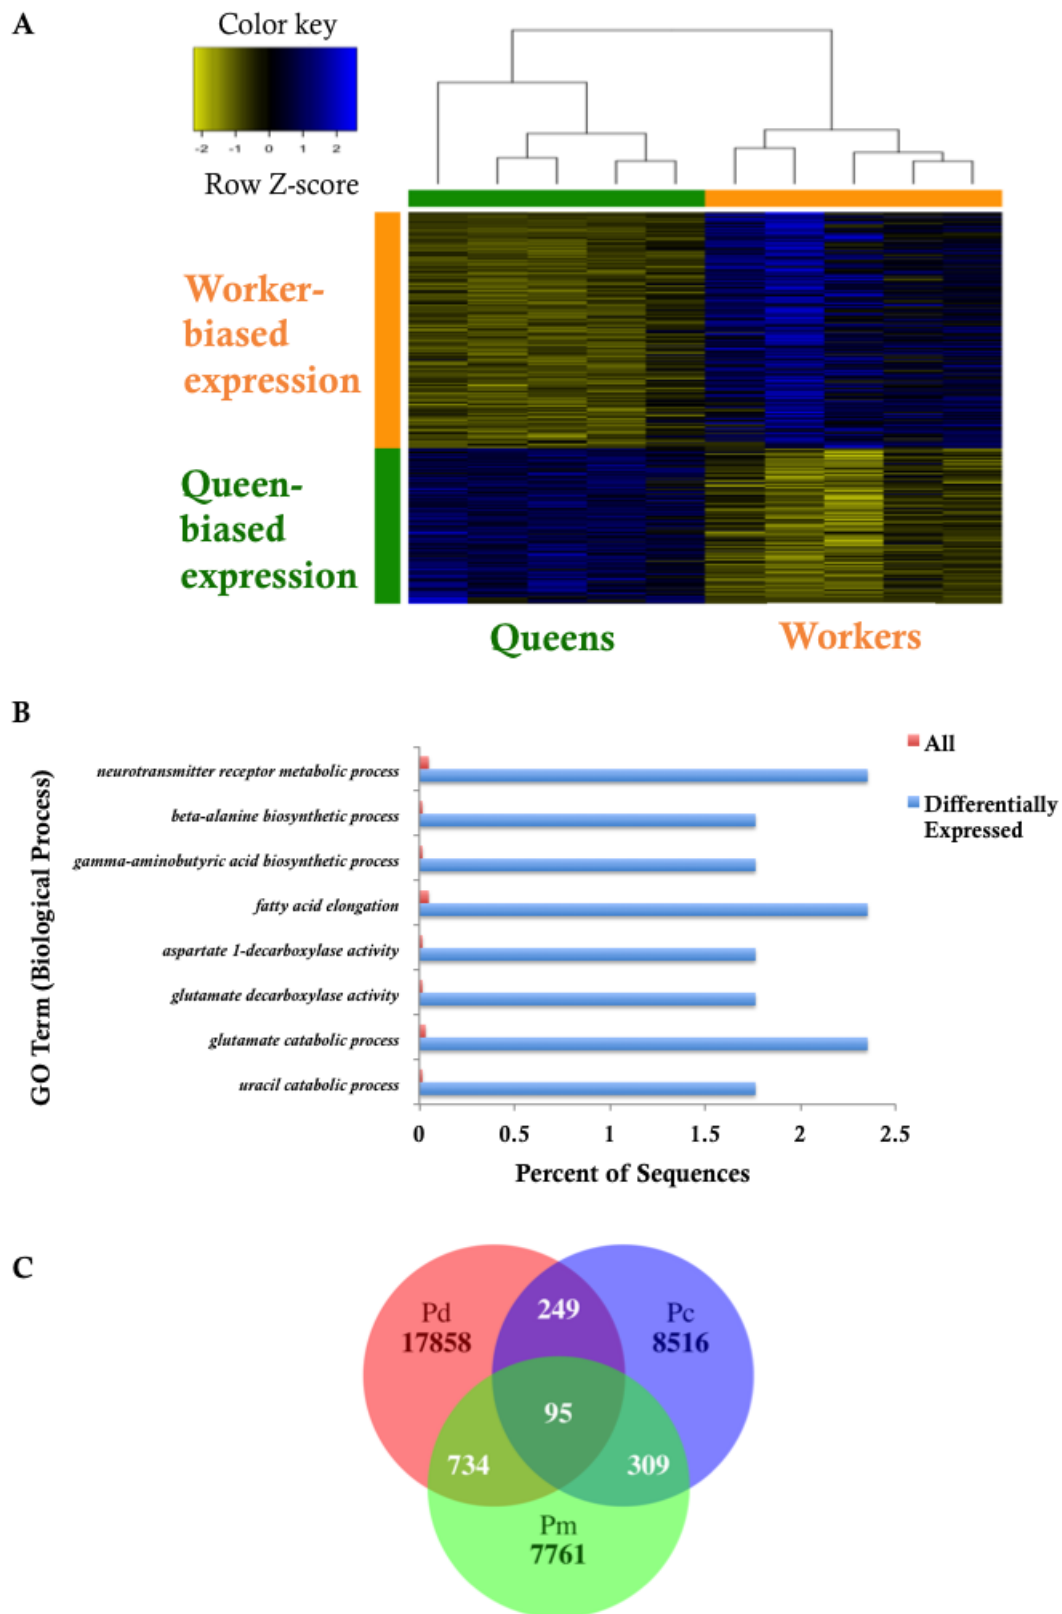 A
Color key
-2 -1 0 1 2
Row Z-score
Worker-
biased
expression
Queen-
biased
expression
Queens
Workers
B
GO Term (Biological Process)
neurotransmitter receptor metabolic process
beta-alanine biosynthetic process
gamma-aminobutyric acid biosynthetic process
fatty acid elongation
aspartate 1-decarboxylase activity
glutamate decarboxylase activity
glutamate catabolic process
uracil catabolic process
0 0.5 1 1.5 2 2.5
Percent of Sequences
All
Differentially
Expressed
C
Pd
17858
249
Pc
8516
95
734
309
Pm
7761